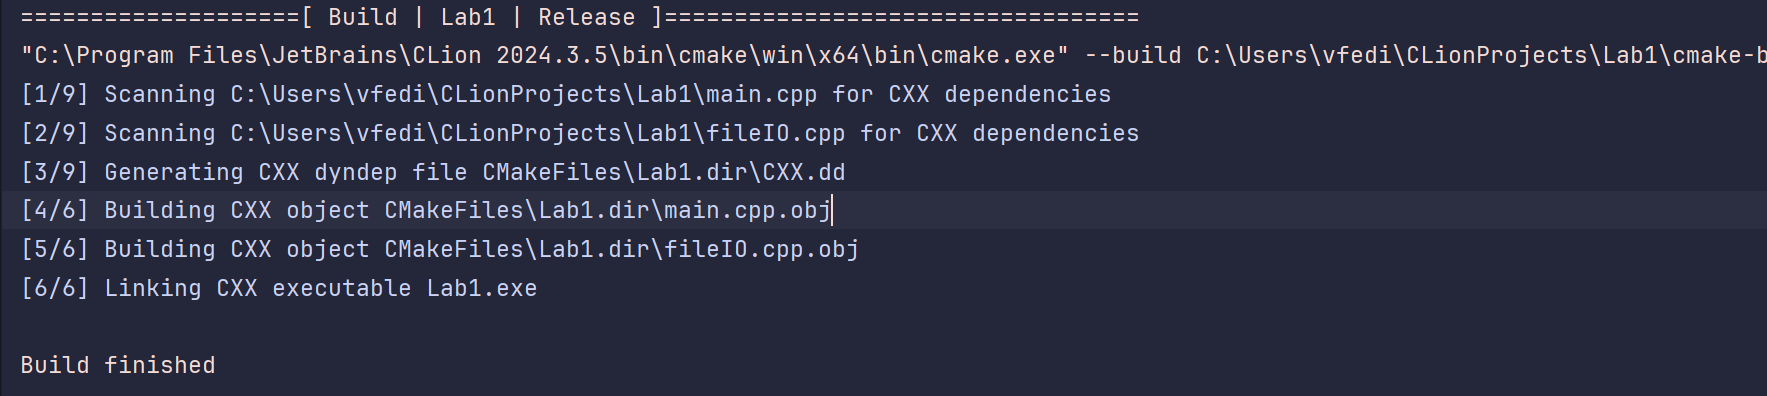 ====================[ Build | Lab1 | Release ]==================================
"C:\Program Files\JetBrains\CLion 2024.3.5\bin\cmake\win\x64\bin\cmake.exe" --build C:\Users\vfedi\CLionProjects\Lab1\cmake-b
[1/9] Scanning C:\Users\vfedi\CLionProjects\Lab1\main.cpp for CXX dependencies
[2/9] Scanning C:\Users\vfedi\CLionProjects\Lab1\fileIO.cpp for CXX dependencies
[3/9] Generating CXX dyndep file CMakeFiles\Lab1.dir\CXX.dd
[4/6] Building CXX object CMakeFiles\Lab1.dir\main.cpp.obj
[5/6] Building CXX object CMakeFiles\Lab1.dir\fileIO.cpp.obj
[6/6] Linking CXX executable Lab1.exe
Build finished